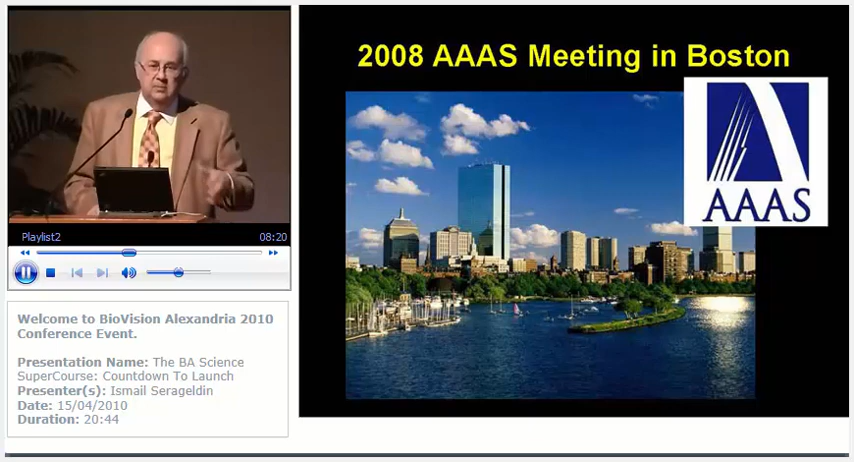 2008 AAAS Meeting in Boston
AAAS
Playlist2
08:20
Welcome to BioVision Alexandria 2010
Conference Event.
Presentation Name: The BA Science
SuperCourse: Countdown To Launch
Presenter(s): Ismail Serageldin
Date: 15/04/2010
Duration: 20:44